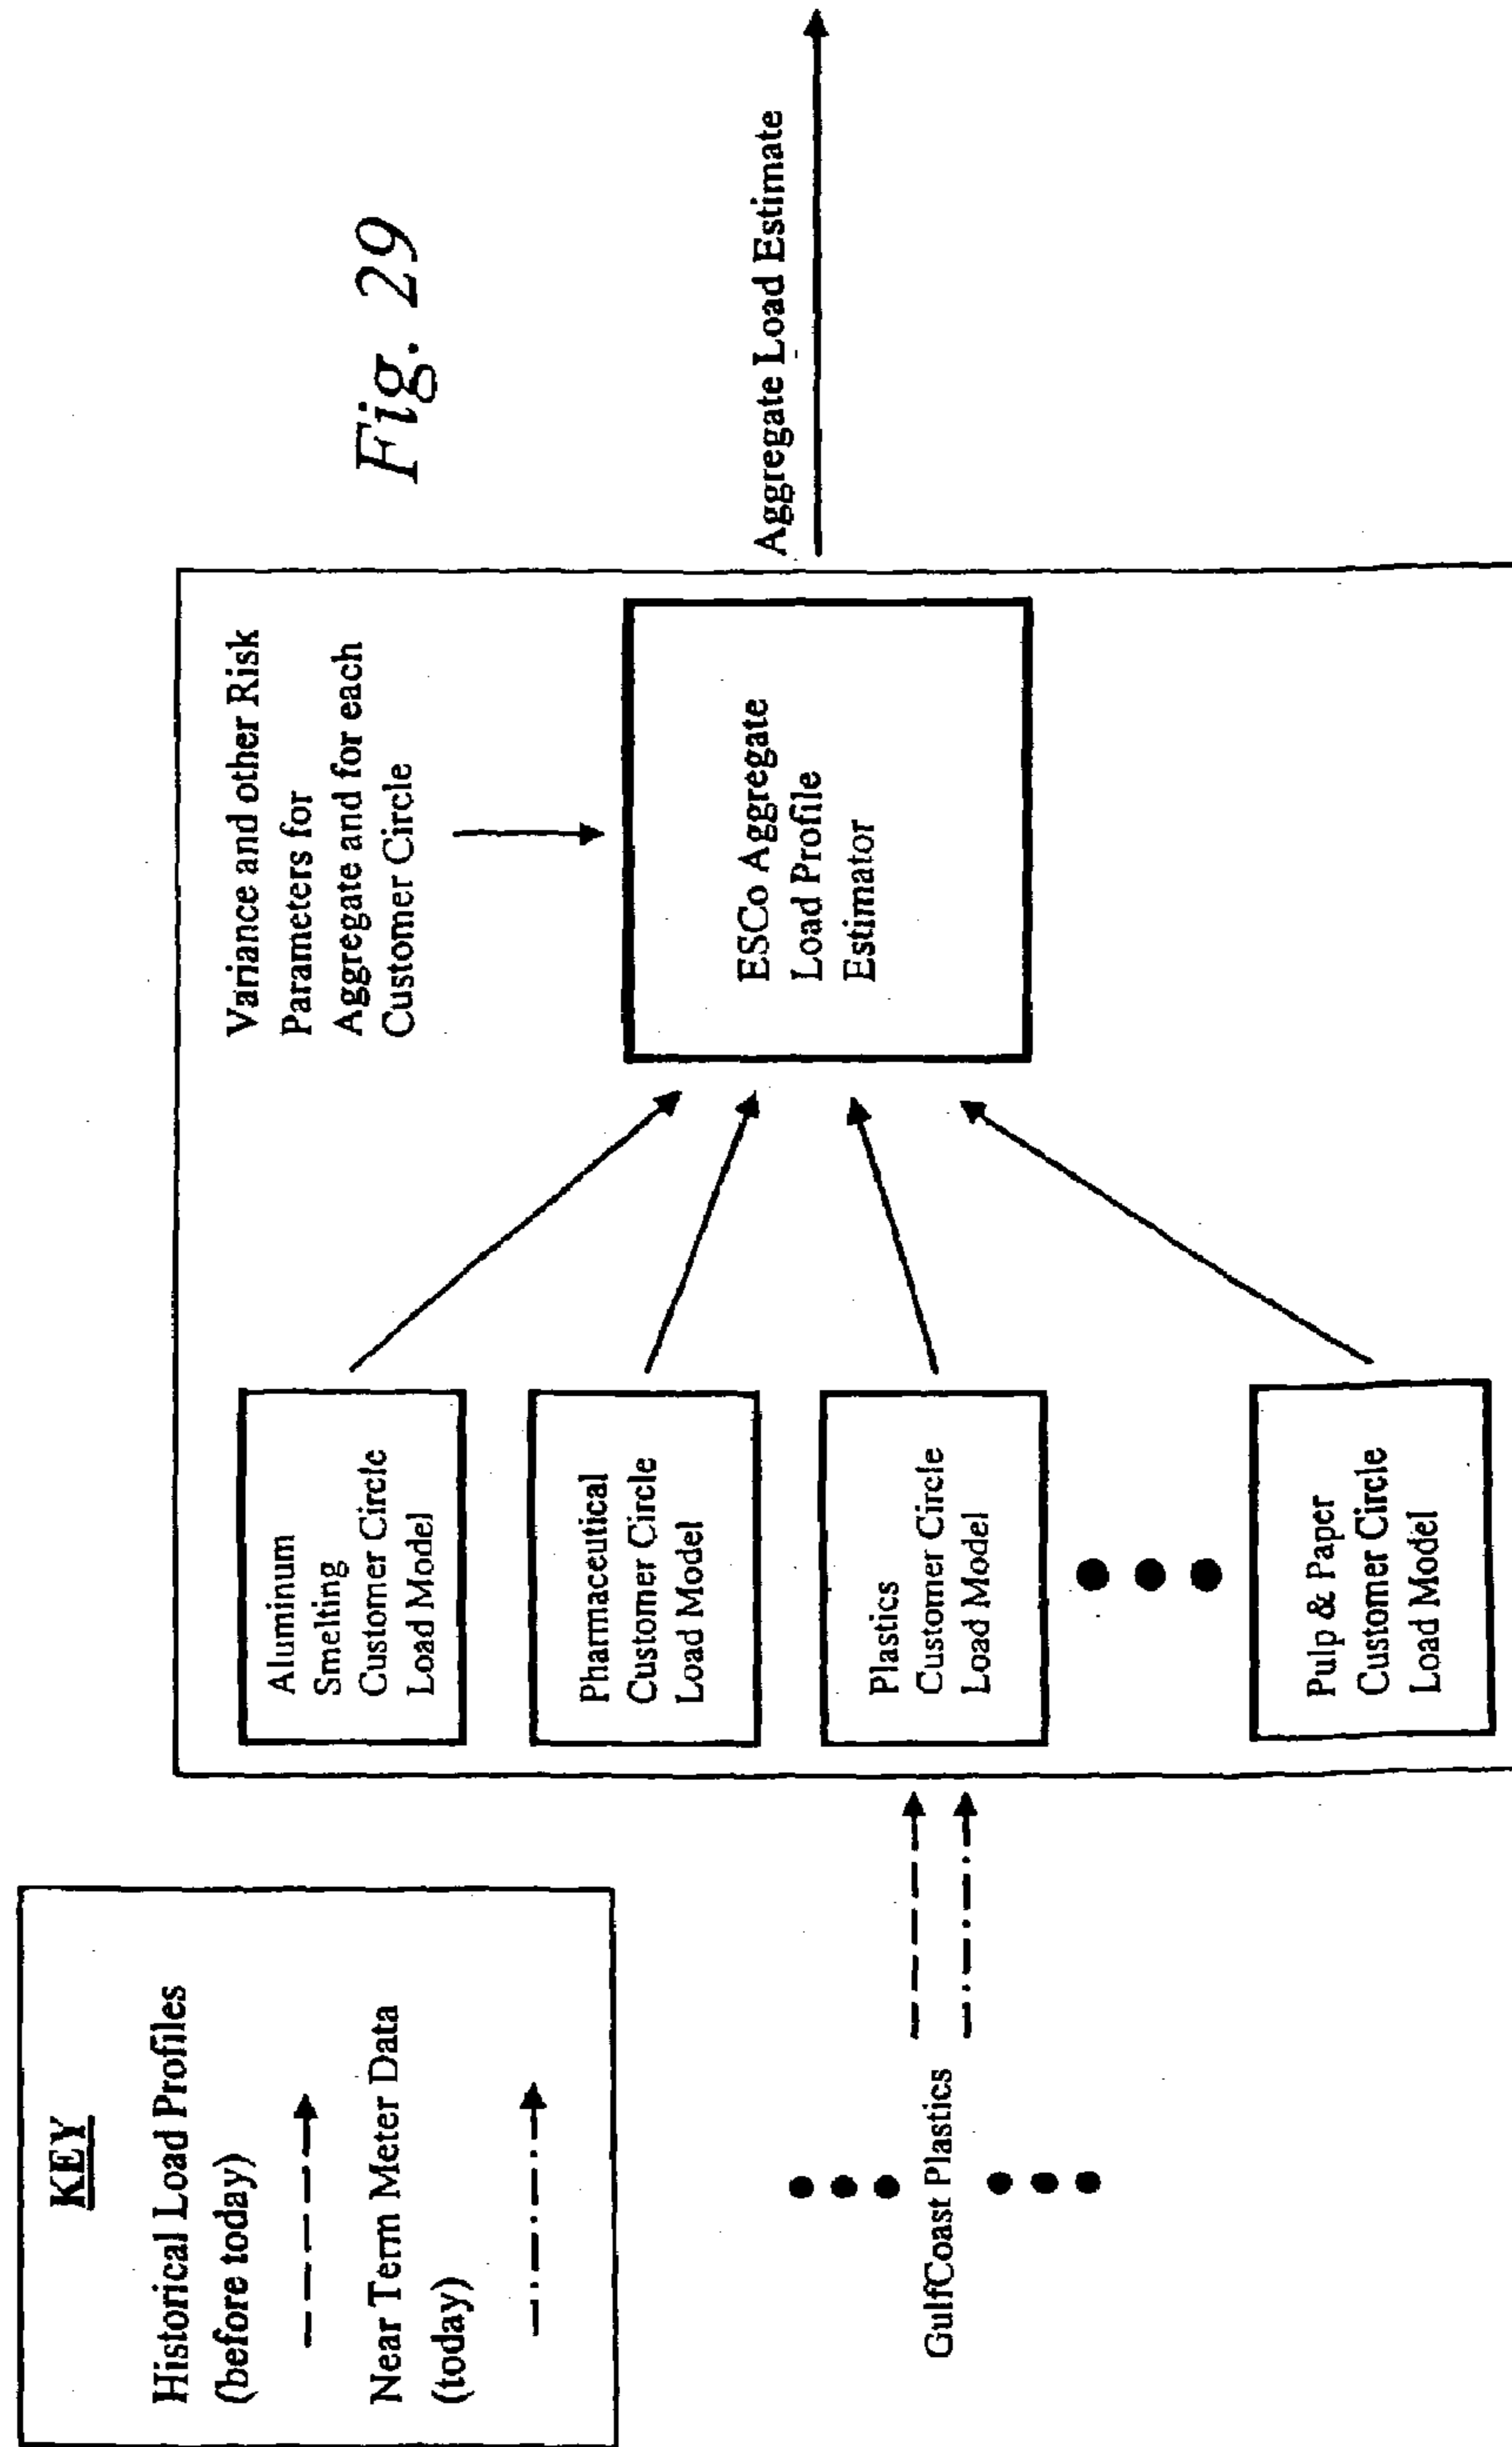 KEY
Historical Load Profiles
(before today)
Near Term Meter Data
(today)
GulfCoast Plastics
Aluminum
Smelting
Customer Circle
Load Model
Pharmaceutical
Customer Circle
Load Model
Plastics
Customer Circle
Load Model
Pulp & Paper
Customer Circle
Load Model
Variance and other Risk
Parameters for
Aggregate and for each
Customer Circle
ESCo Aggregate
Load Profile
Estimator
Aggregate Load Estimate
Fig. 29